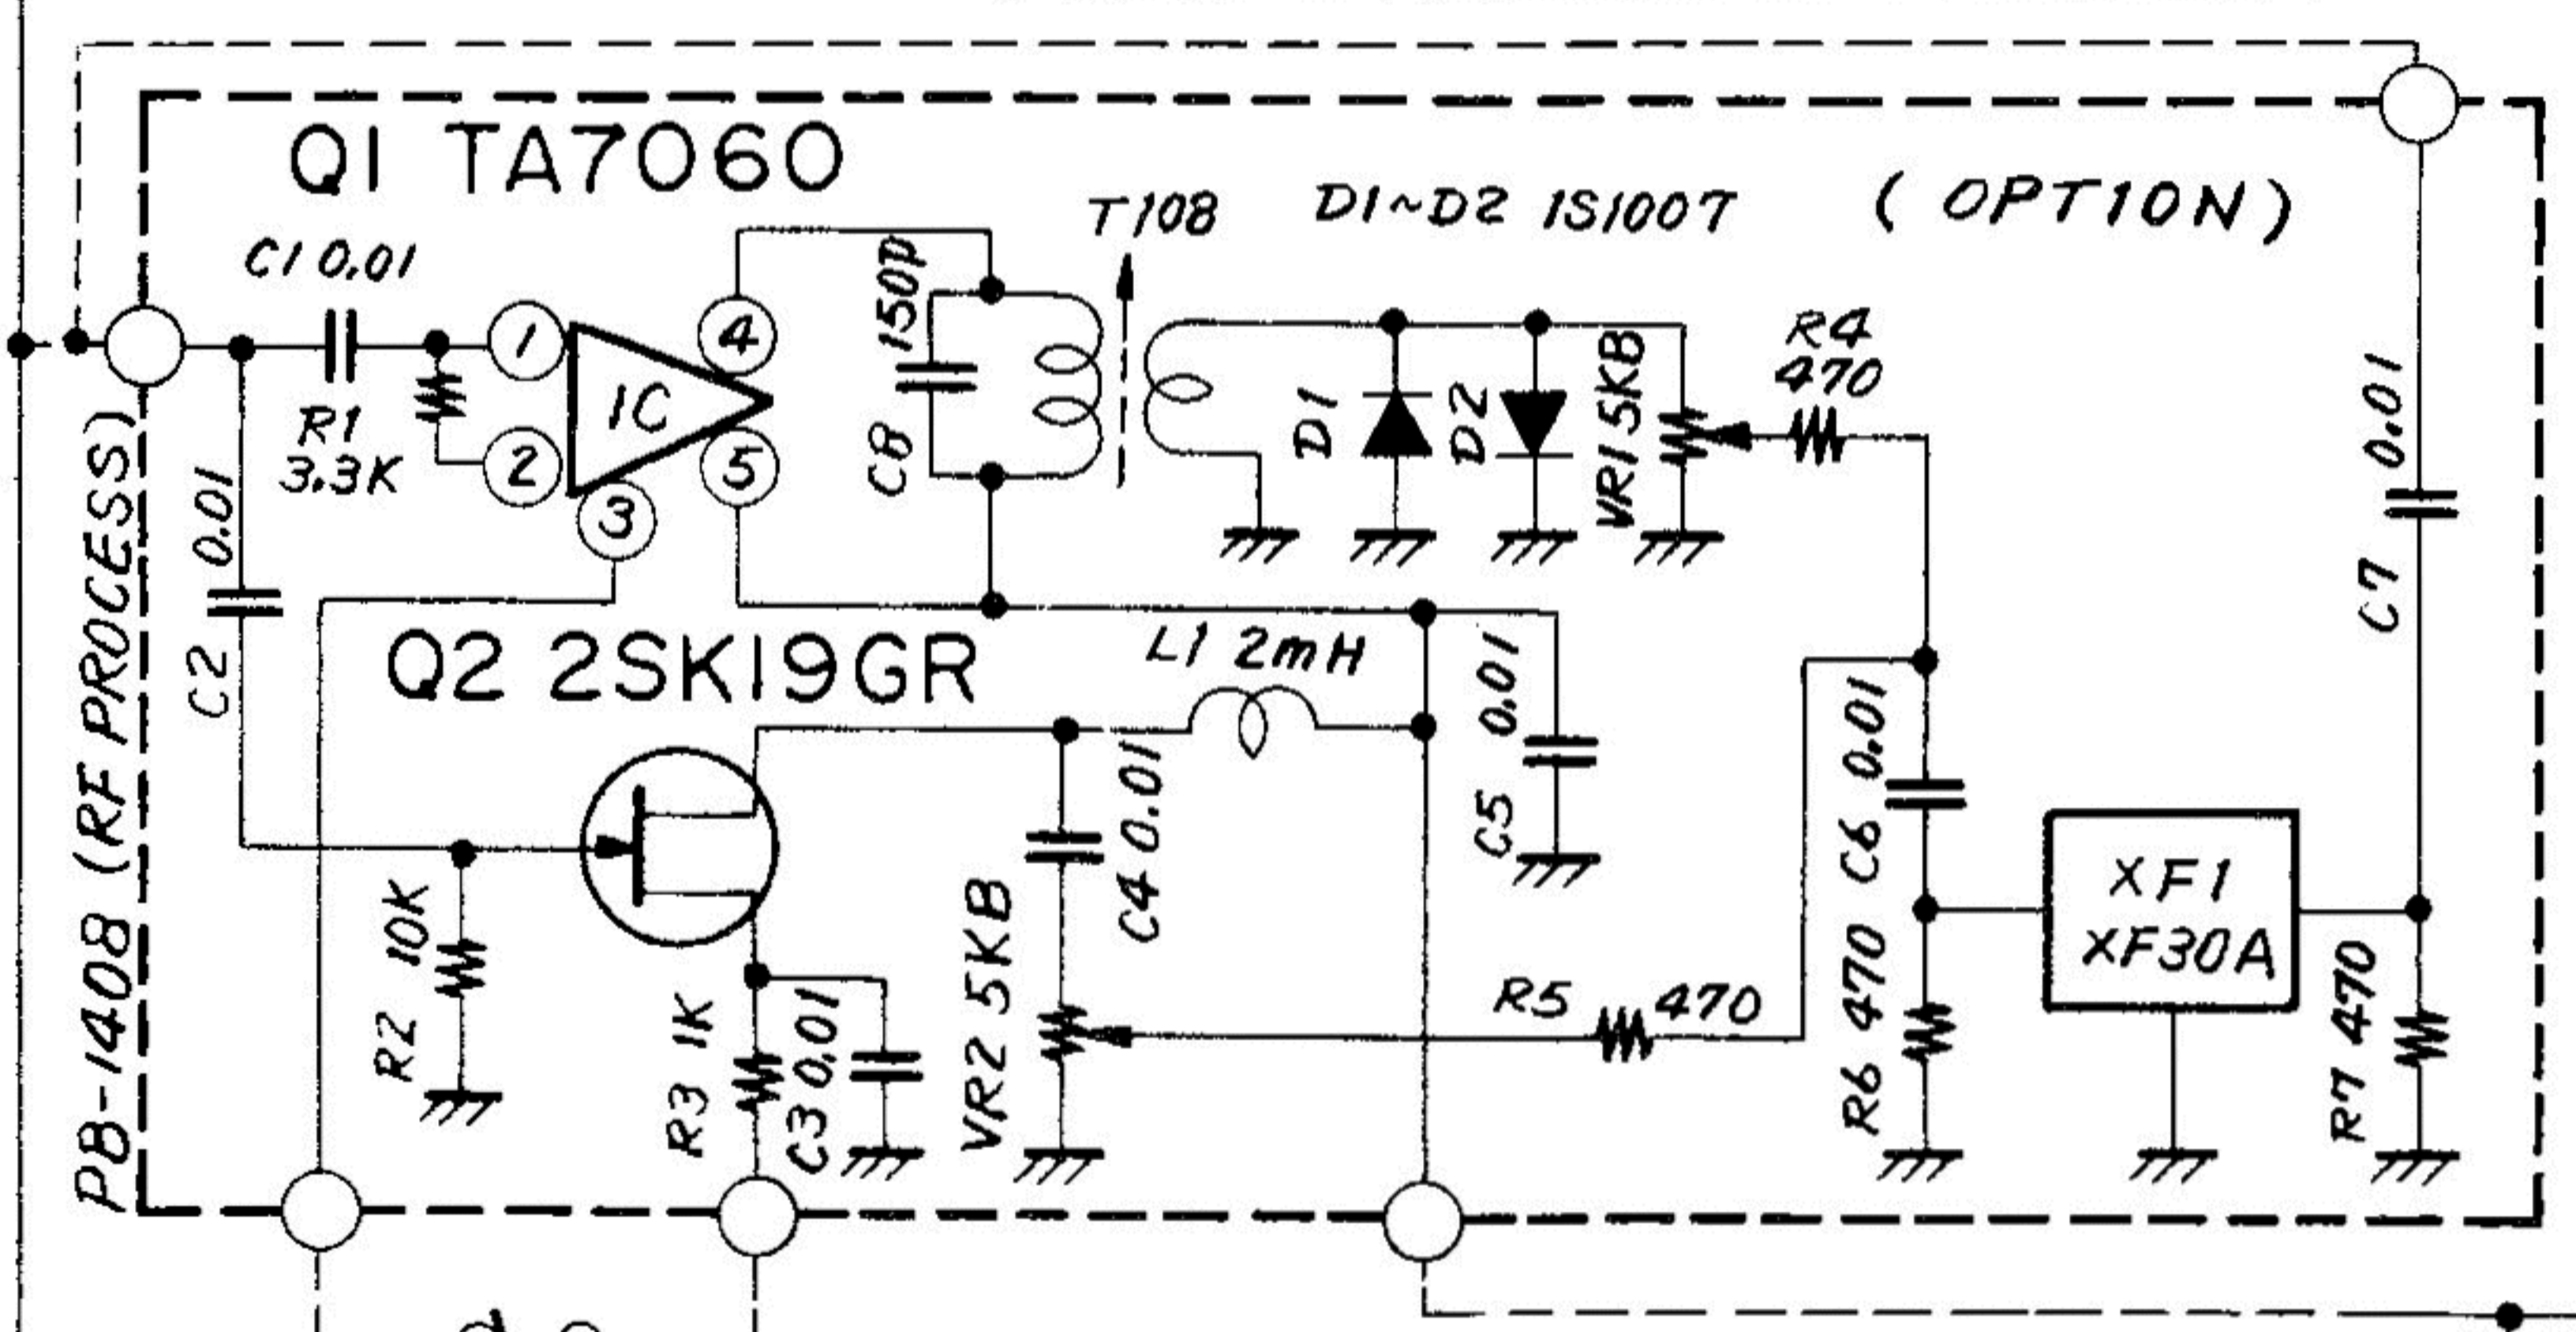 Q1 TA7060
T108
D1~D2 1S1007
(OPTION)
C1 0.01
150P
C8
R1
3.3K
1
2
3
4
5
IC
D1
D2
VR1 5KB
R4
470
0.01
C7
0.01
C2
PB-1408 (RF PROCESS)
Q2 2SK19GR
L1 2mH
0.01
C5
C4 0.01
C6 0.01
XF1
XF30A
10K
R2
R3 1K
C3 0.01
VR2 5KB
R5 470
R6 470
R7 470